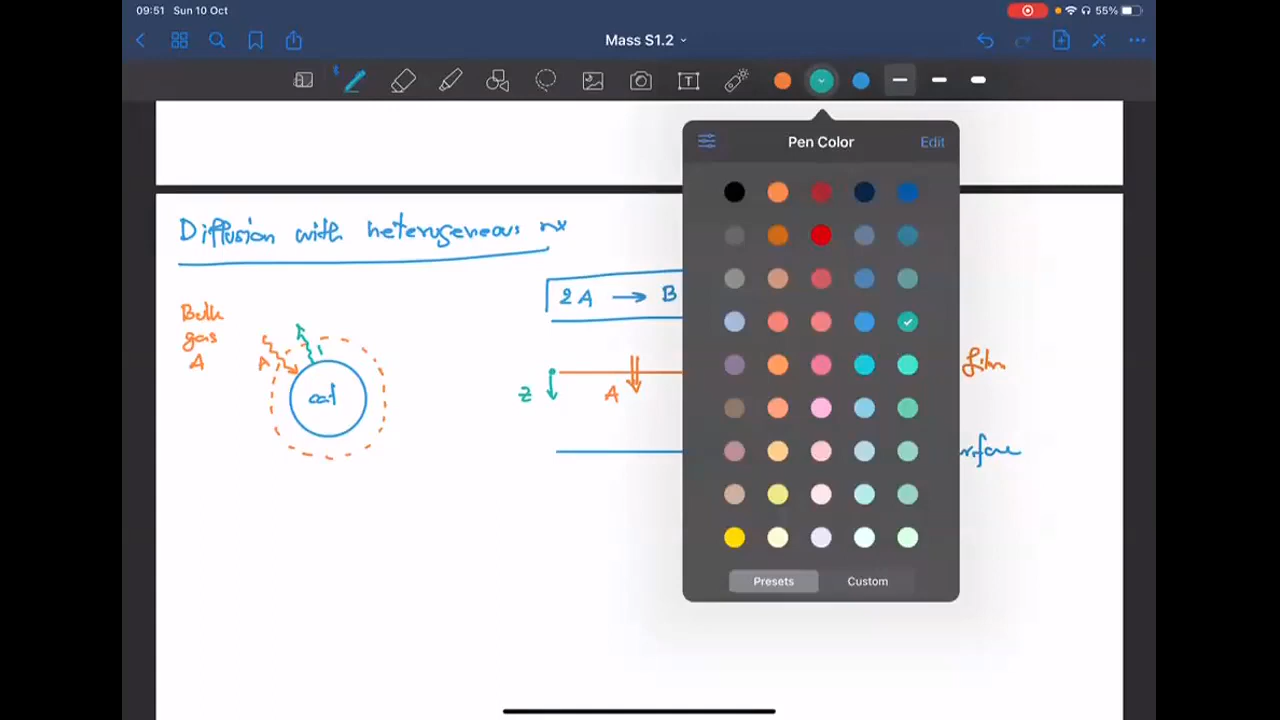 09:51 Sun 10 Oct
55%
Mass S1.2
T
Pen Color
Edit
Diffusion with heterogeneous rx
Bulk
gas
A
A
cat
2A → B
z
A
film
Presets
Custom